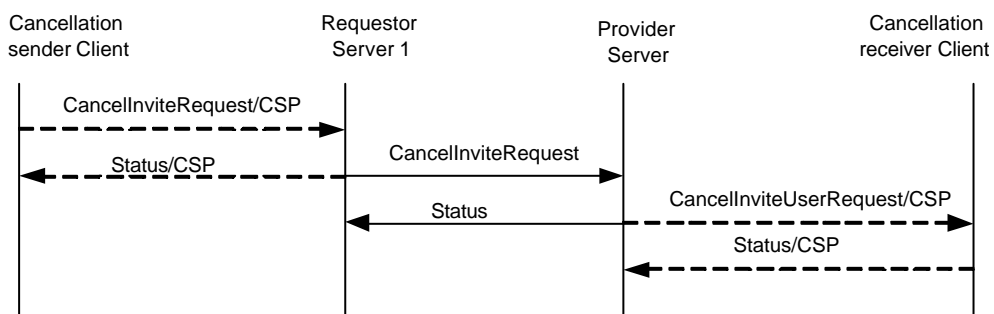 Cancellation
sender Client
Requestor
Server 1
Provider
Server
Cancellation
receiver Client
CancelInviteRequest/CSP
Status/CSP
CancelInviteRequest
Status
CancelInviteUserRequest/CSP
Status/CSP